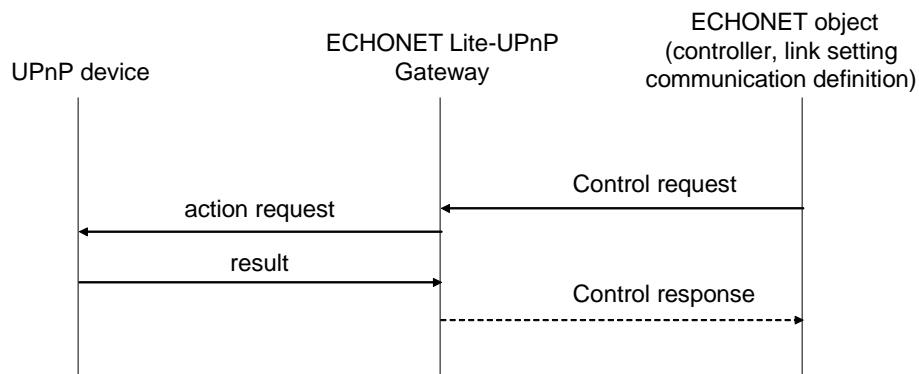 UPnP device
ECHONET Lite-UPnP
Gateway
ECHONET object
(controller, link setting
communication definition)
Control request
action request
result
Control response